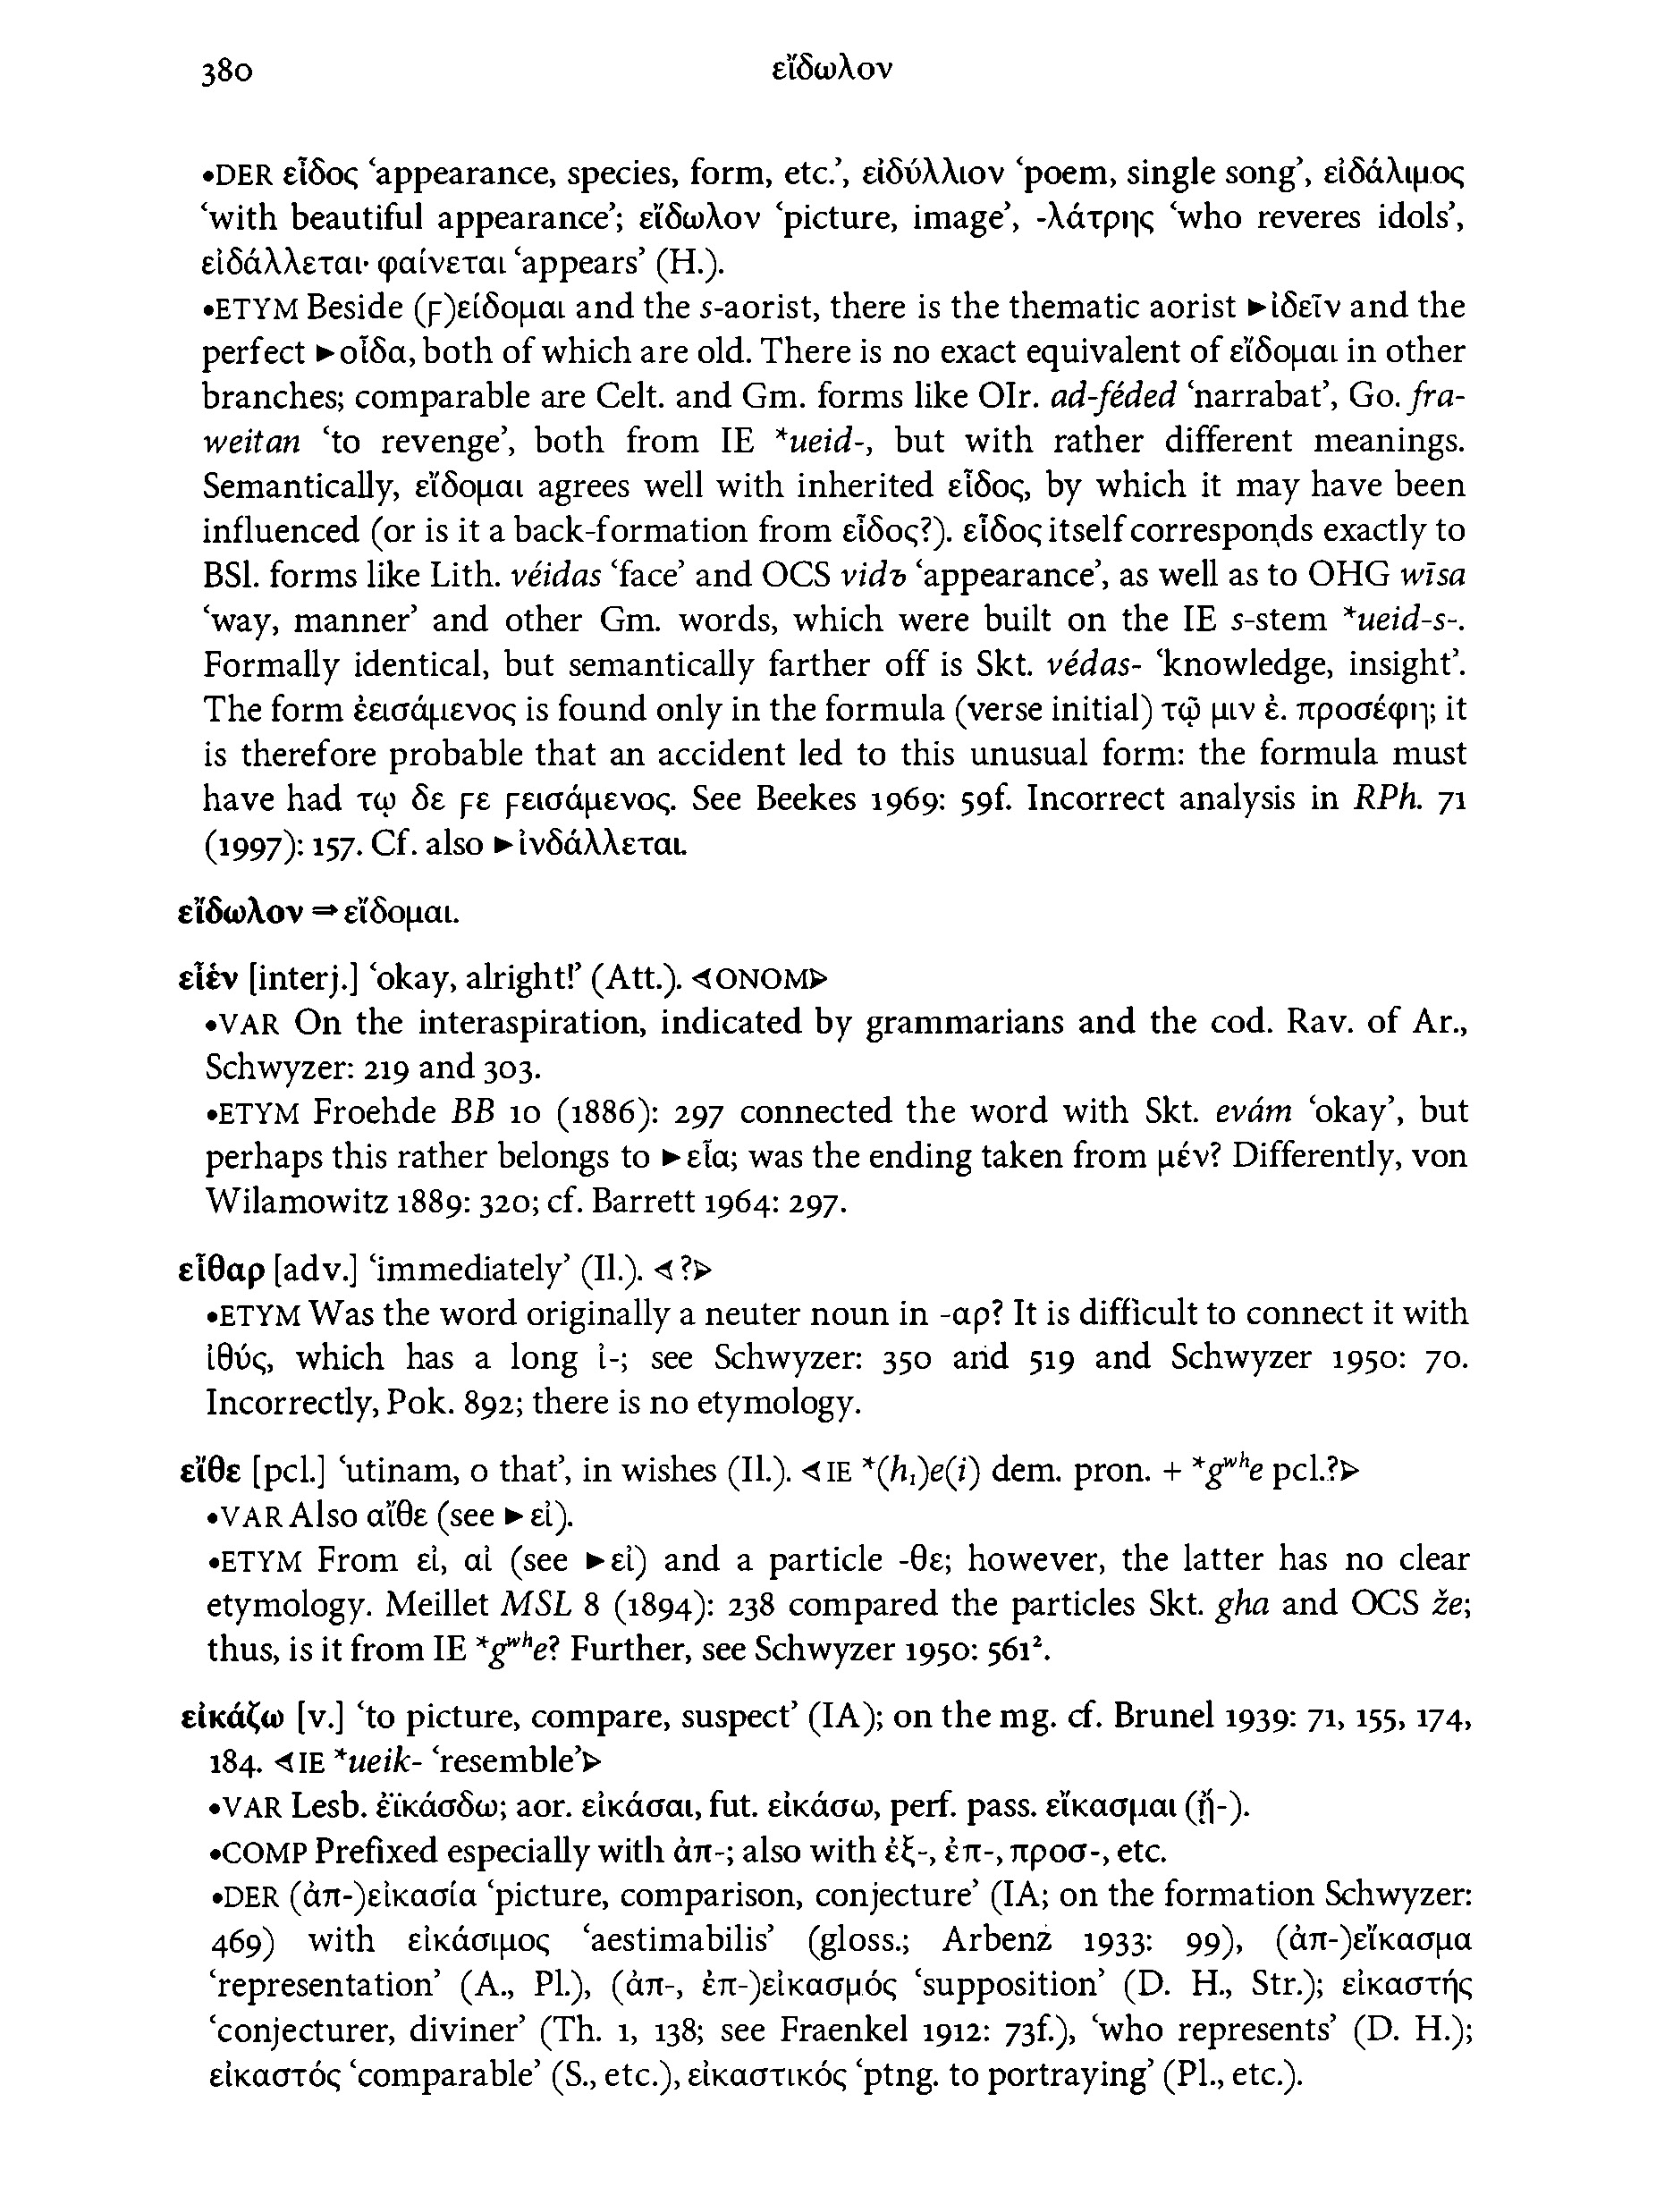 380
εἴδωλον
•DER εἶδος ‘appearance, species, form, etc.’, εἰδύλλιον ‘poem, single song’, εἰδάλιμος
‘with beautiful appearance’; εἴδωλον ‘picture, image’, -λάτρης ‘who reveres idols’,
εἰδάλλεται· φαίνεται ‘appears’ (H.).
•ETYM Beside (ϝ)είδομαι and the s-aorist, there is the thematic aorist ►ἰδεῖν and the
perfect ►οἶδα, both of which are old. There is no exact equivalent of εἴδομαι in other
branches; comparable are Celt. and Gm. forms like OIr. ad-féded ‘narrabat’, Go. fra-
weitan ‘to revenge’, both from IE *ueid-, but with rather different meanings.
Semantically, εἴδομαι agrees well with inherited εἶδος, by which it may have been
influenced (or is it a back-formation from εἶδος?). εἶδος itself corresponds exactly to
BSl. forms like Lith. véidas ‘face’ and OCS vidъ ‘appearance’, as well as to OHG wīsa
‘way, manner’ and other Gm. words, which were built on the IE s-stem *ueid-s-.
Formally identical, but semantically farther off is Skt. védas- ‘knowledge, insight’.
The form ἐεισάμενος is found only in the formula (verse initial) τῷ μιν ἐ. προσέφη; it
is therefore probable that an accident led to this unusual form: the formula must
have had τῳ δε ϝε ϝεισάμενος. See Beekes 1969: 59f. Incorrect analysis in RPh. 71
(1997): 157. Cf. also ►ἰνδάλλεται.
εἴδωλον ⇒ εἴδομαι.
εἶἑν [interj.] ‘okay, alright!’ (Att.). ◁ONOM▷
•VAR On the interaspiration, indicated by grammarians and the cod. Rav. of Ar.,
Schwyzer: 219 and 303.
•ETYM Froehde BB 10 (1886): 297 connected the word with Skt. evám ‘okay’, but
perhaps this rather belongs to ►εἶα; was the ending taken from μέν? Differently, von
Wilamowitz 1889: 320; cf. Barrett 1964: 297.
εἶθαρ [adv.] ‘immediately’ (Il.). ◁?▷
•ETYM Was the word originally a neuter noun in -αρ? It is difficult to connect it with
ἰθύς, which has a long ἰ-; see Schwyzer: 350 and 519 and Schwyzer 1950: 70.
Incorrectly, Pok. 892; there is no etymology.
εἴθε [pcl.] ‘utinam, o that’, in wishes (Il.). ◁IE *(h₁)e(i) dem. pron. + *gʷʰe pcl.?▷
•VAR Also αἴθε (see ►εἰ).
•ETYM From εἰ, αἰ (see ►εἰ) and a particle -θε; however, the latter has no clear
etymology. Meillet MSL 8 (1894): 238 compared the particles Skt. gha and OCS že;
thus, is it from IE *gʷʰe? Further, see Schwyzer 1950: 561².
εἰκάζω [v.] ‘to picture, compare, suspect’ (IA); on the mg. cf. Brunel 1939: 71, 155, 174,
184. ◁IE *ueik- ‘resemble’▷
•VAR Lesb. ἐϊκάσδω; aor. εἰκάσαι, fut. εἰκάσω, perf. pass. εἴκασμαι (ᾔ-).
•COMP Prefixed especially with ἀπ-; also with ἐξ-, ἐπ-, προσ-, etc.
•DER (ἀπ-)εἰκασία ‘picture, comparison, conjecture’ (IA; on the formation Schwyzer:
469) with εἰκάσιμος ‘aestimabilis’ (gloss.; Arbenz 1933: 99), (ἀπ-)εἴκασμα
‘representation’ (A., Pl.), (ἀπ-, ἐπ-)εἰκασμός ‘supposition’ (D. H., Str.); εἰκαστής
‘conjecturer, diviner’ (Th. 1, 138; see Fraenkel 1912: 73f.), ‘who represents’ (D. H.);
εἰκαστός ‘comparable’ (S., etc.), εἰκαστικός ‘ptng. to portraying’ (Pl., etc.).